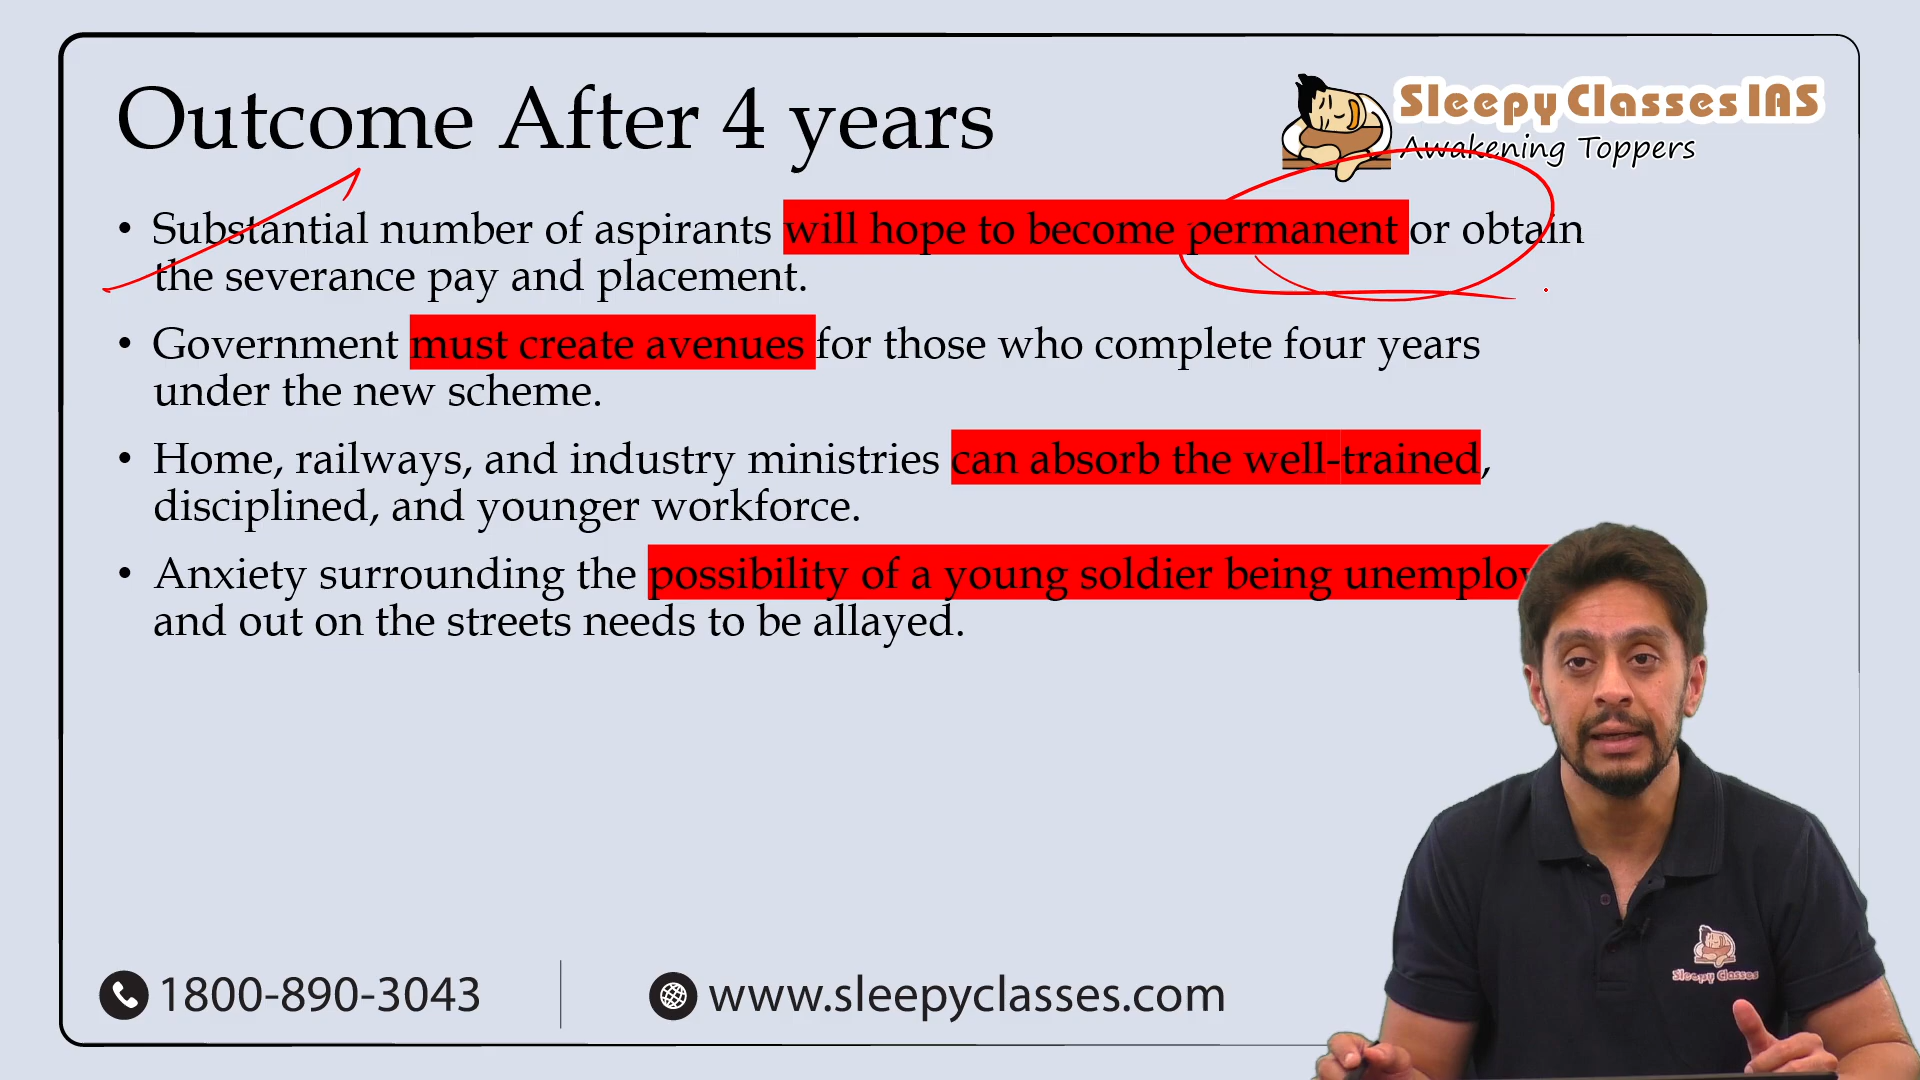 Outcome After 4 years
Sleepy Classes IAS
Awakening Toppers
• Substantial number of aspirants will hope to become permanent or obtain
the severance pay and placement.
• Government must create avenues for those who complete four years
under the new scheme.
• Home, railways, and industry ministries can absorb the well-trained,
disciplined, and younger workforce.
• Anxiety surrounding the possibility of a young soldier being
and out on the streets needs to be allayed.
Sleepy Classes
1800-890-3043
www.sleepyclasses.com